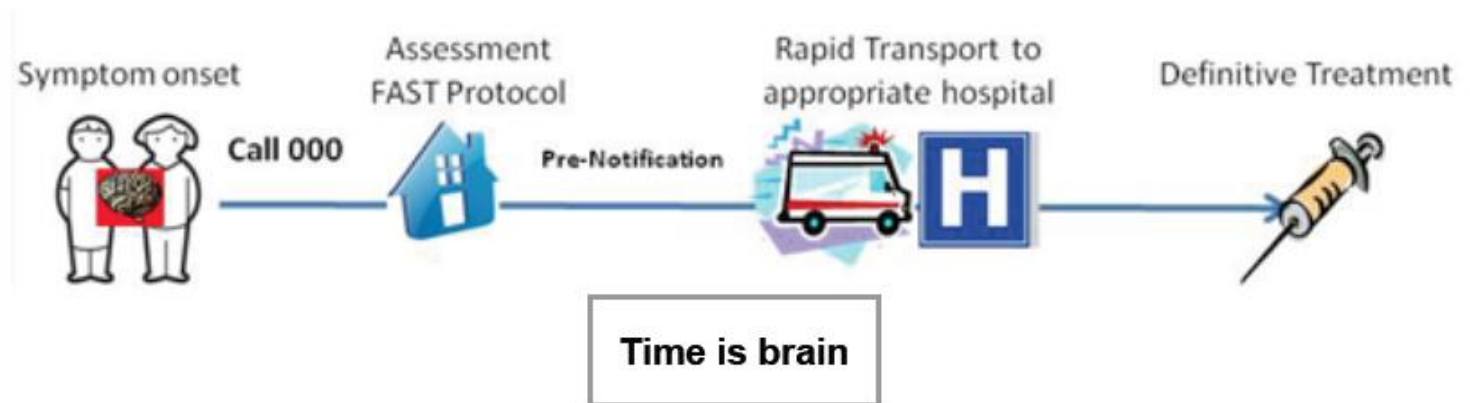 Symptom onset
Call 000
Assessment
FAST Protocol
Pre-Notification
Rapid Transport to
appropriate hospital
H
Definitive Treatment
Time is brain